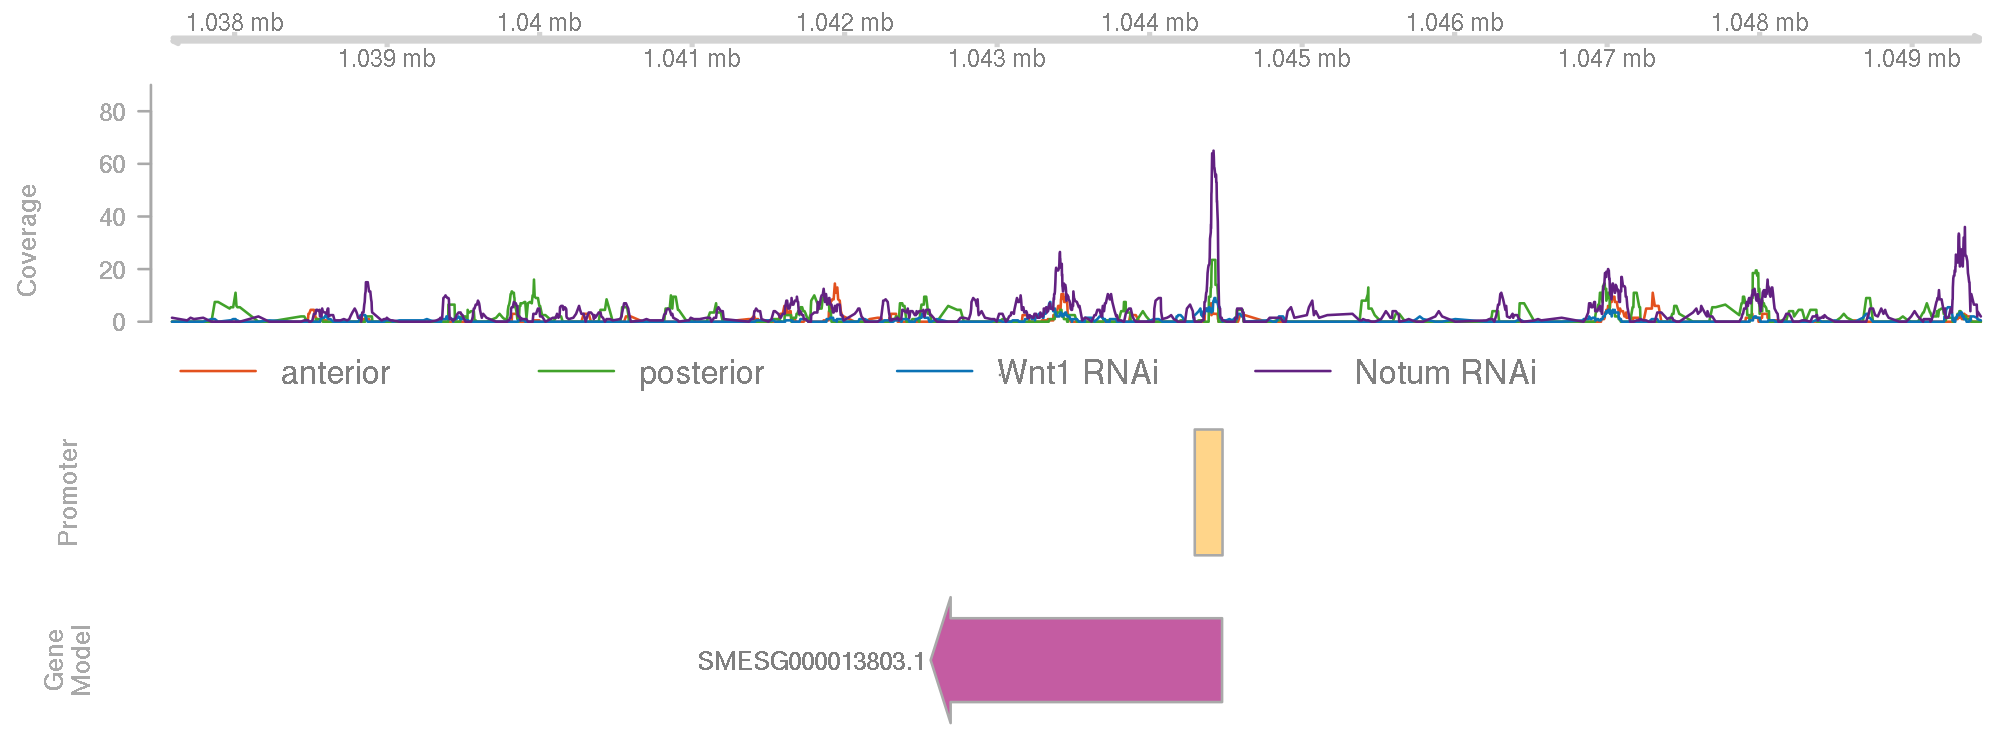 1.038 mb 1.04 mb 1.042 mb 1.044 mb 1.046 mb 1.048 mb
1.039 mb 1.041 mb 1.043 mb 1.045 mb 1.047 mb 1.049 mb
Coverage
80
60
40
20
0
anterior posterior Wnt1 RNAi Notum RNAi
Promoter
Gene
Model
SMESG000013803.1